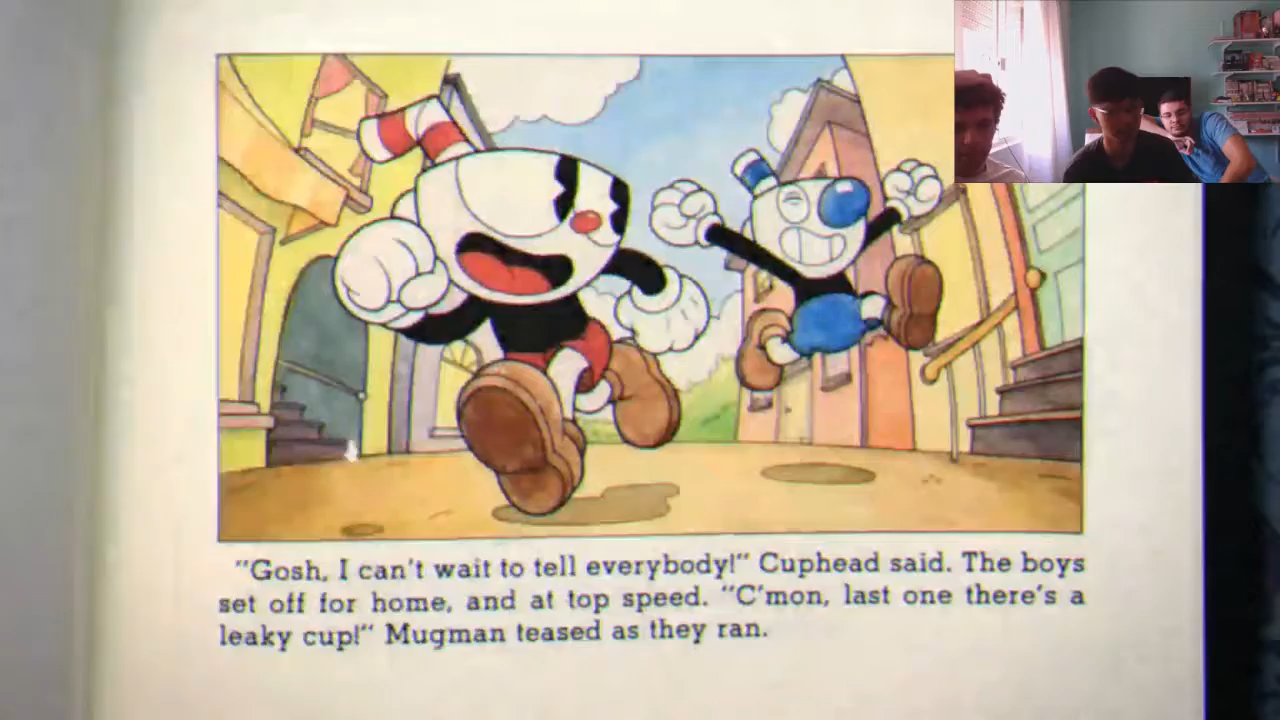 "Gosh, I can't wait to tell everybody!" Cuphead said. The boys
set off for home, and at top speed. "C'mon, last one there's a
leaky cup!" Mugman teased as they ran.